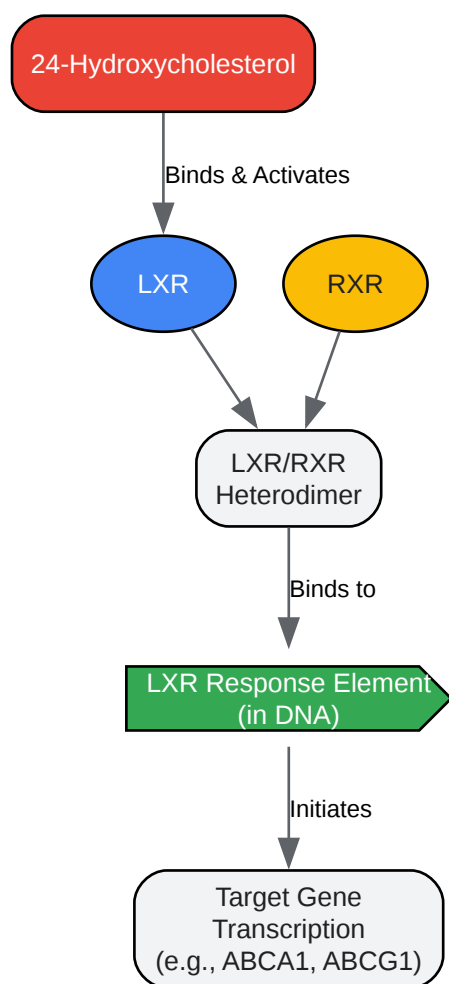 24-Hydroxycholesterol
Binds & Activates
LXR
RXR
LXR/RXR
Heterodimer
Binds to
LXR Response Element
(in DNA)
Initiates
Target Gene
Transcription
(e.g., ABCA1, ABCG1)